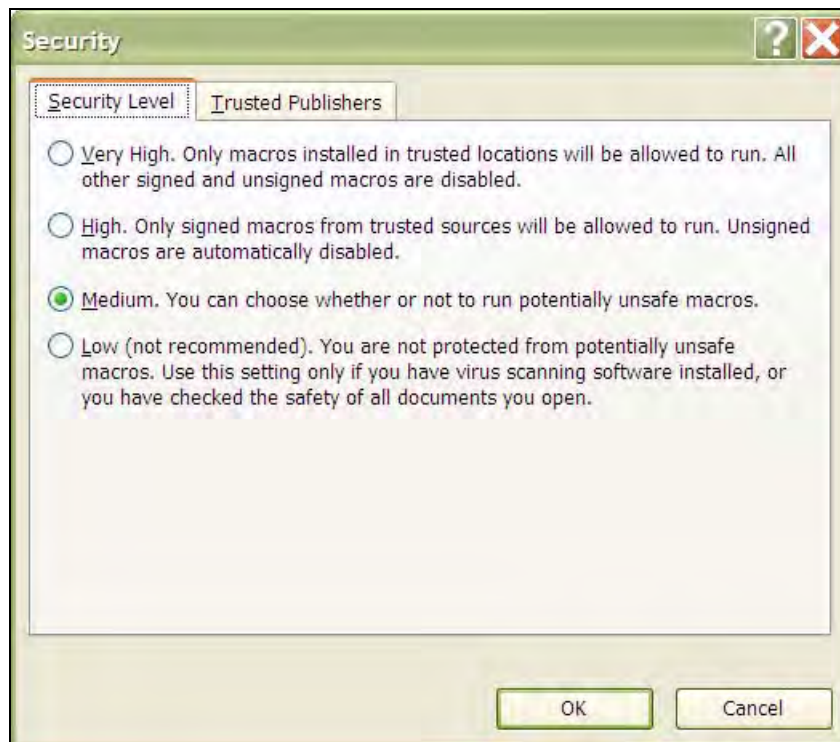 Security
Security Level
Trusted Publishers
Very High. Only macros installed in trusted locations will be allowed to run. All
other signed and unsigned macros are disabled.
High. Only signed macros from trusted sources will be allowed to run. Unsigned
macros are automatically disabled.
Medium. You can choose whether or not to run potentially unsafe macros.
Low (not recommended). You are not protected from potentially unsafe
macros. Use this setting only if you have virus scanning software installed, or
you have checked the safety of all documents you open.
OK
Cancel